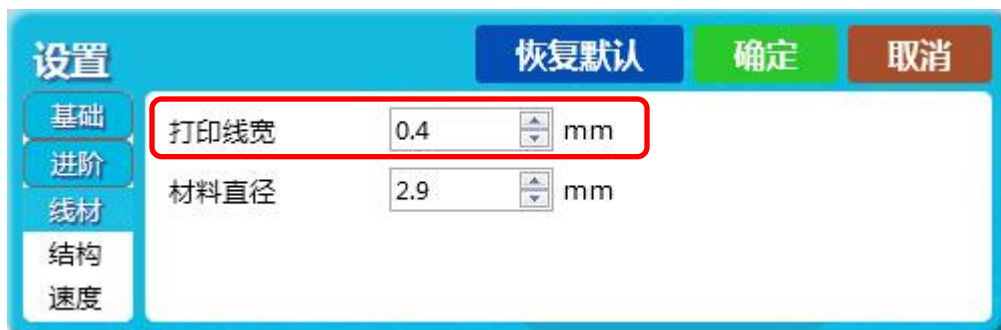 设置 恢复默认 确定 取消
基础
进阶
线材
结构
速度
打印线宽 0.4 mm
材料直径 2.9 mm